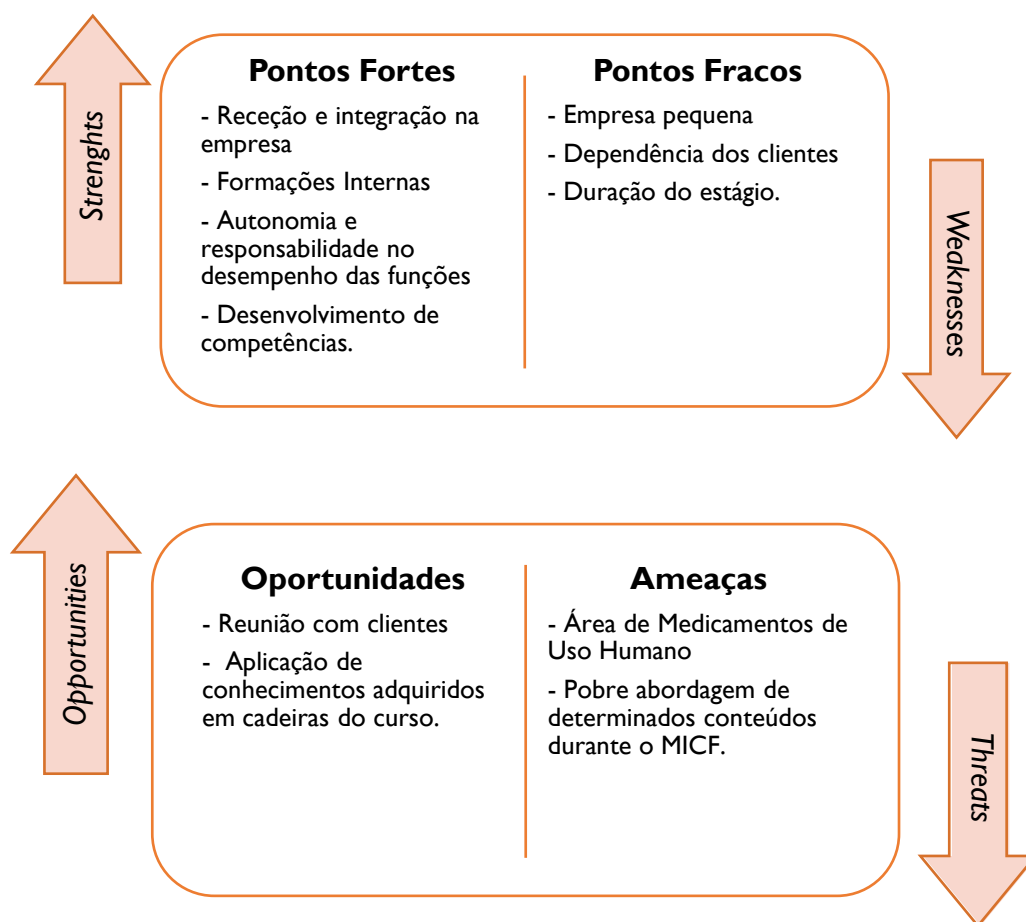 Strenghts
Pontos Fortes
- Receção e integração na
empresa
- Formações Internas
- Autonomia e
responsabilidade no
desempenho das funções
- Desenvolvimento de
competências.
Pontos Fracos
- Empresa pequena
- Dependência dos clientes
- Duração do estágio.
Weaknesses
Opportunities
Oportunidades
- Reunião com clientes
- Aplicação de
conhecimentos adquiridos
em cadeiras do curso.
Ameaças
- Área de Medicamentos de
Uso Humano
- Pobre abordagem de
determinados conteúdos
durante o MICF.
Threats